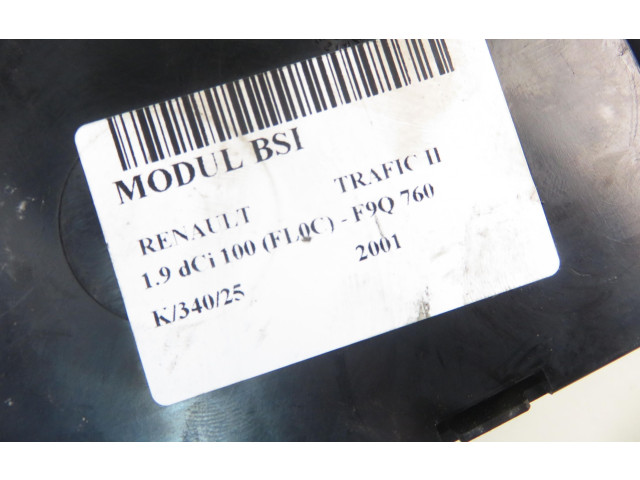 MODUL BSI
RENAULT TRAFIC II
1.9 dCi 100 (FL0C) - F9Q 760
K/340/25 2001